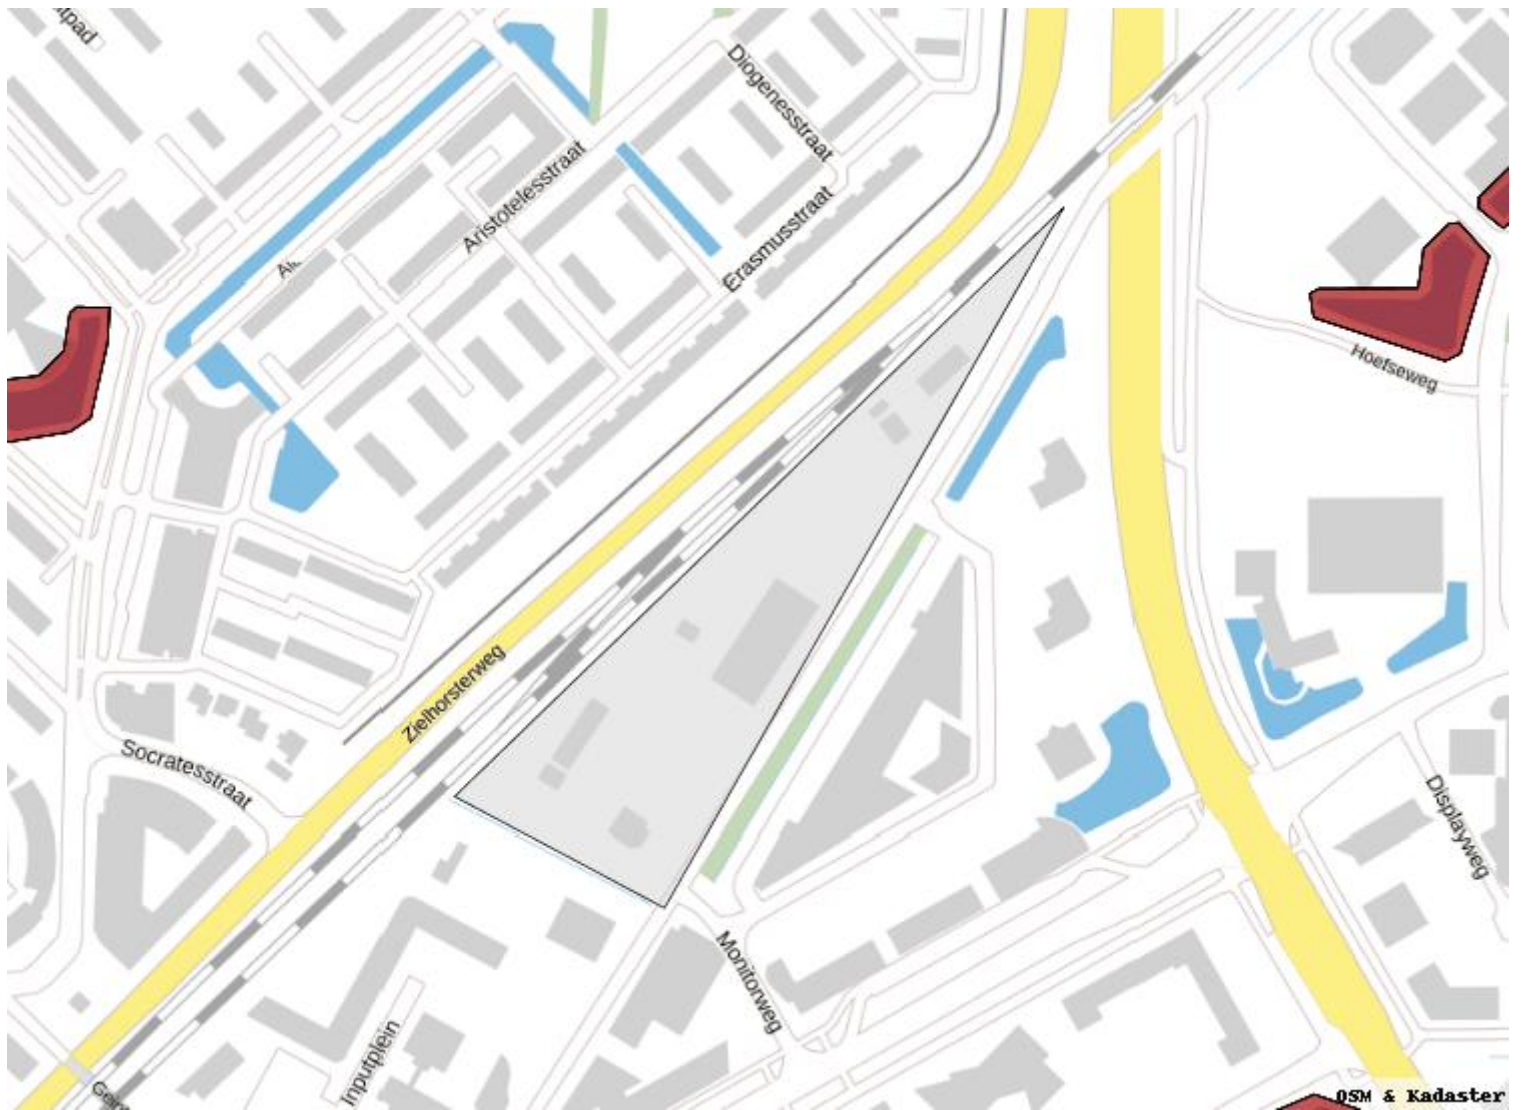 Diogenesstraat
Aristotelesstraat
Erasmusstraat
Hoefseweg
Zielhorsterweg
Socratesstraat
Displayweg
Monitorweg
Inputplein
OSM & Kadaster